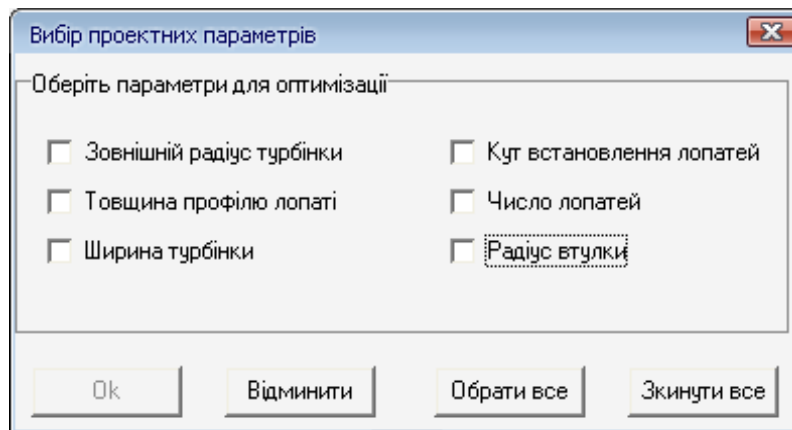 Вибір проектних параметрів
Оберіть параметри для оптимізації
Зовнішній радіус турбінки
Кут встановлення лопатей
Товщина профілю лопаті
Число лопатей
Ширина турбінки
Радіус втулки
Ok
Відминити
Обрати все
Зкинути все